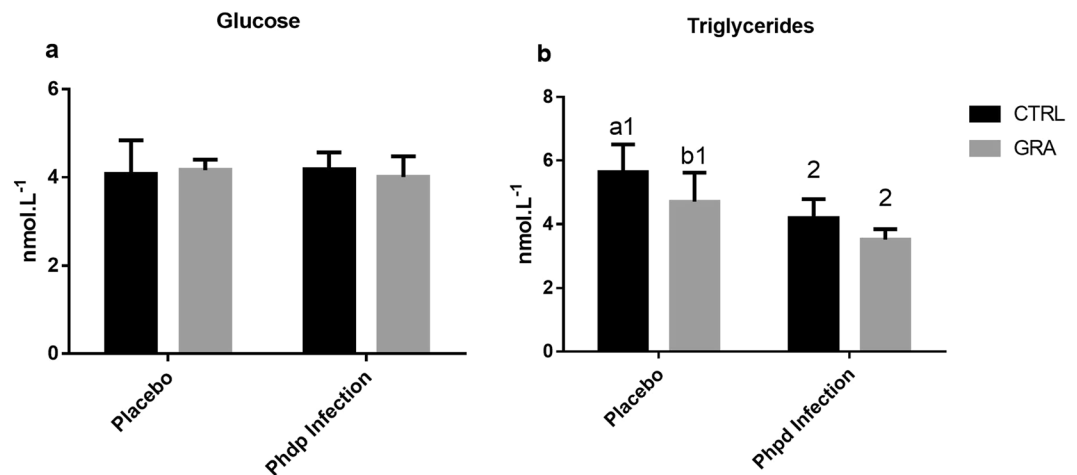 Glucose
a
nmol.L-1
6
4
2
0
Placebo
Phdp Infection
Triglycerides
b
nmol.L-1
8
6
4
2
0
a1
b1
2
2
Placebo
Phpd Infection
CTRL
GRA